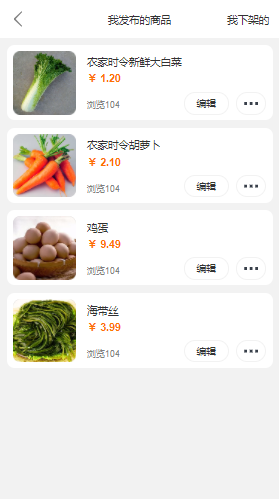 我发布的商品 我下架的
农家时令新鲜大白菜
¥ 1.20
浏览104 编辑
农家时令胡萝卜
¥ 2.10
浏览104 编辑
鸡蛋
¥ 9.49
浏览104 编辑
海带丝
¥ 3.99
浏览104 编辑